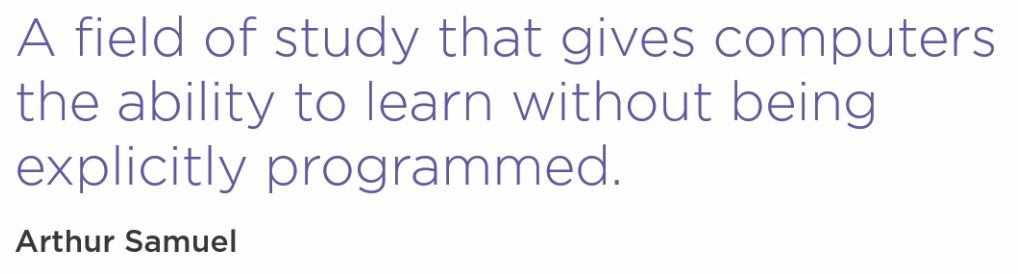 A field of study that gives computers
the ability to learn without being
explicitly programmed.
Arthur Samuel